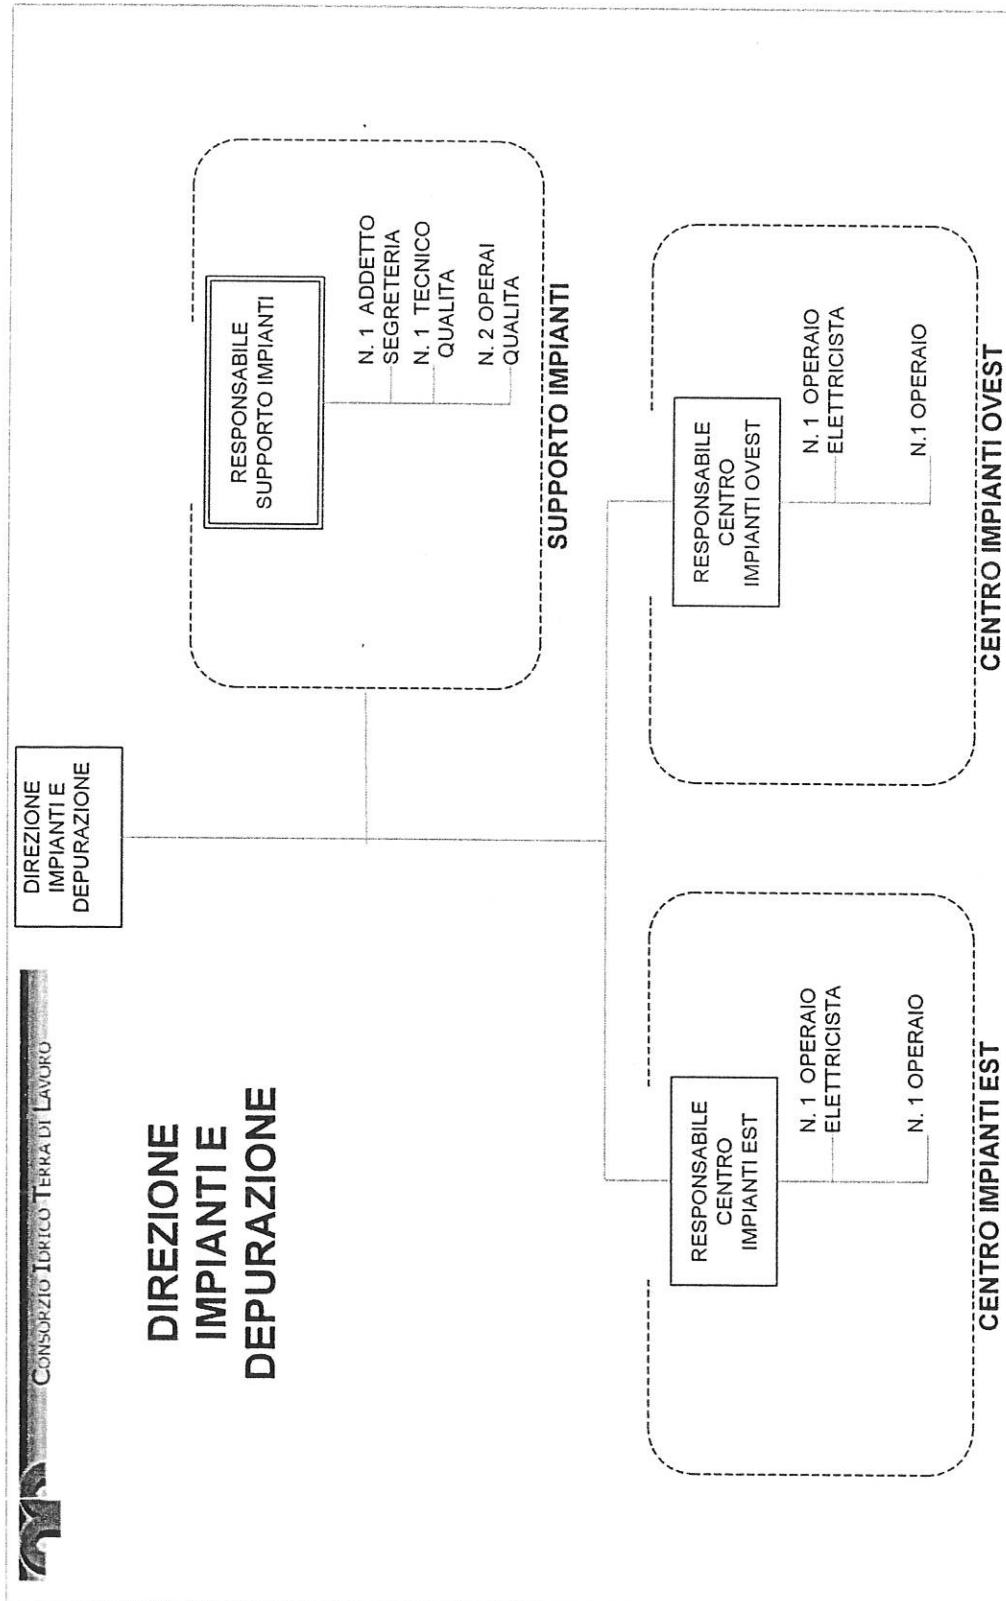 CONSORZIO IDRICO TERRA DI LAVORO
DIREZIONE
IMPIANTI E
DEPURAZIONE
DIREZIONE
IMPIANTI E
DEPURAZIONE
RESPONSABILE
SUPPORTO IMPIANTI
N. 1 ADDETTO
SEGRETERIA
N. 1 TECNICO
QUALITA
N. 2 OPERAI
QUALITA
SUPPORTO IMPIANTI
RESPONSABILE
CENTRO
IMPIANTI EST
N. 1 OPERAIO
ELETTRICISTA
N. 1 OPERAIO
CENTRO IMPIANTI EST
RESPONSABILE
CENTRO
IMPIANTI OVEST
N. 1 OPERAIO
ELETTRICISTA
N.1 OPERAIO
CENTRO IMPIANTI OVEST